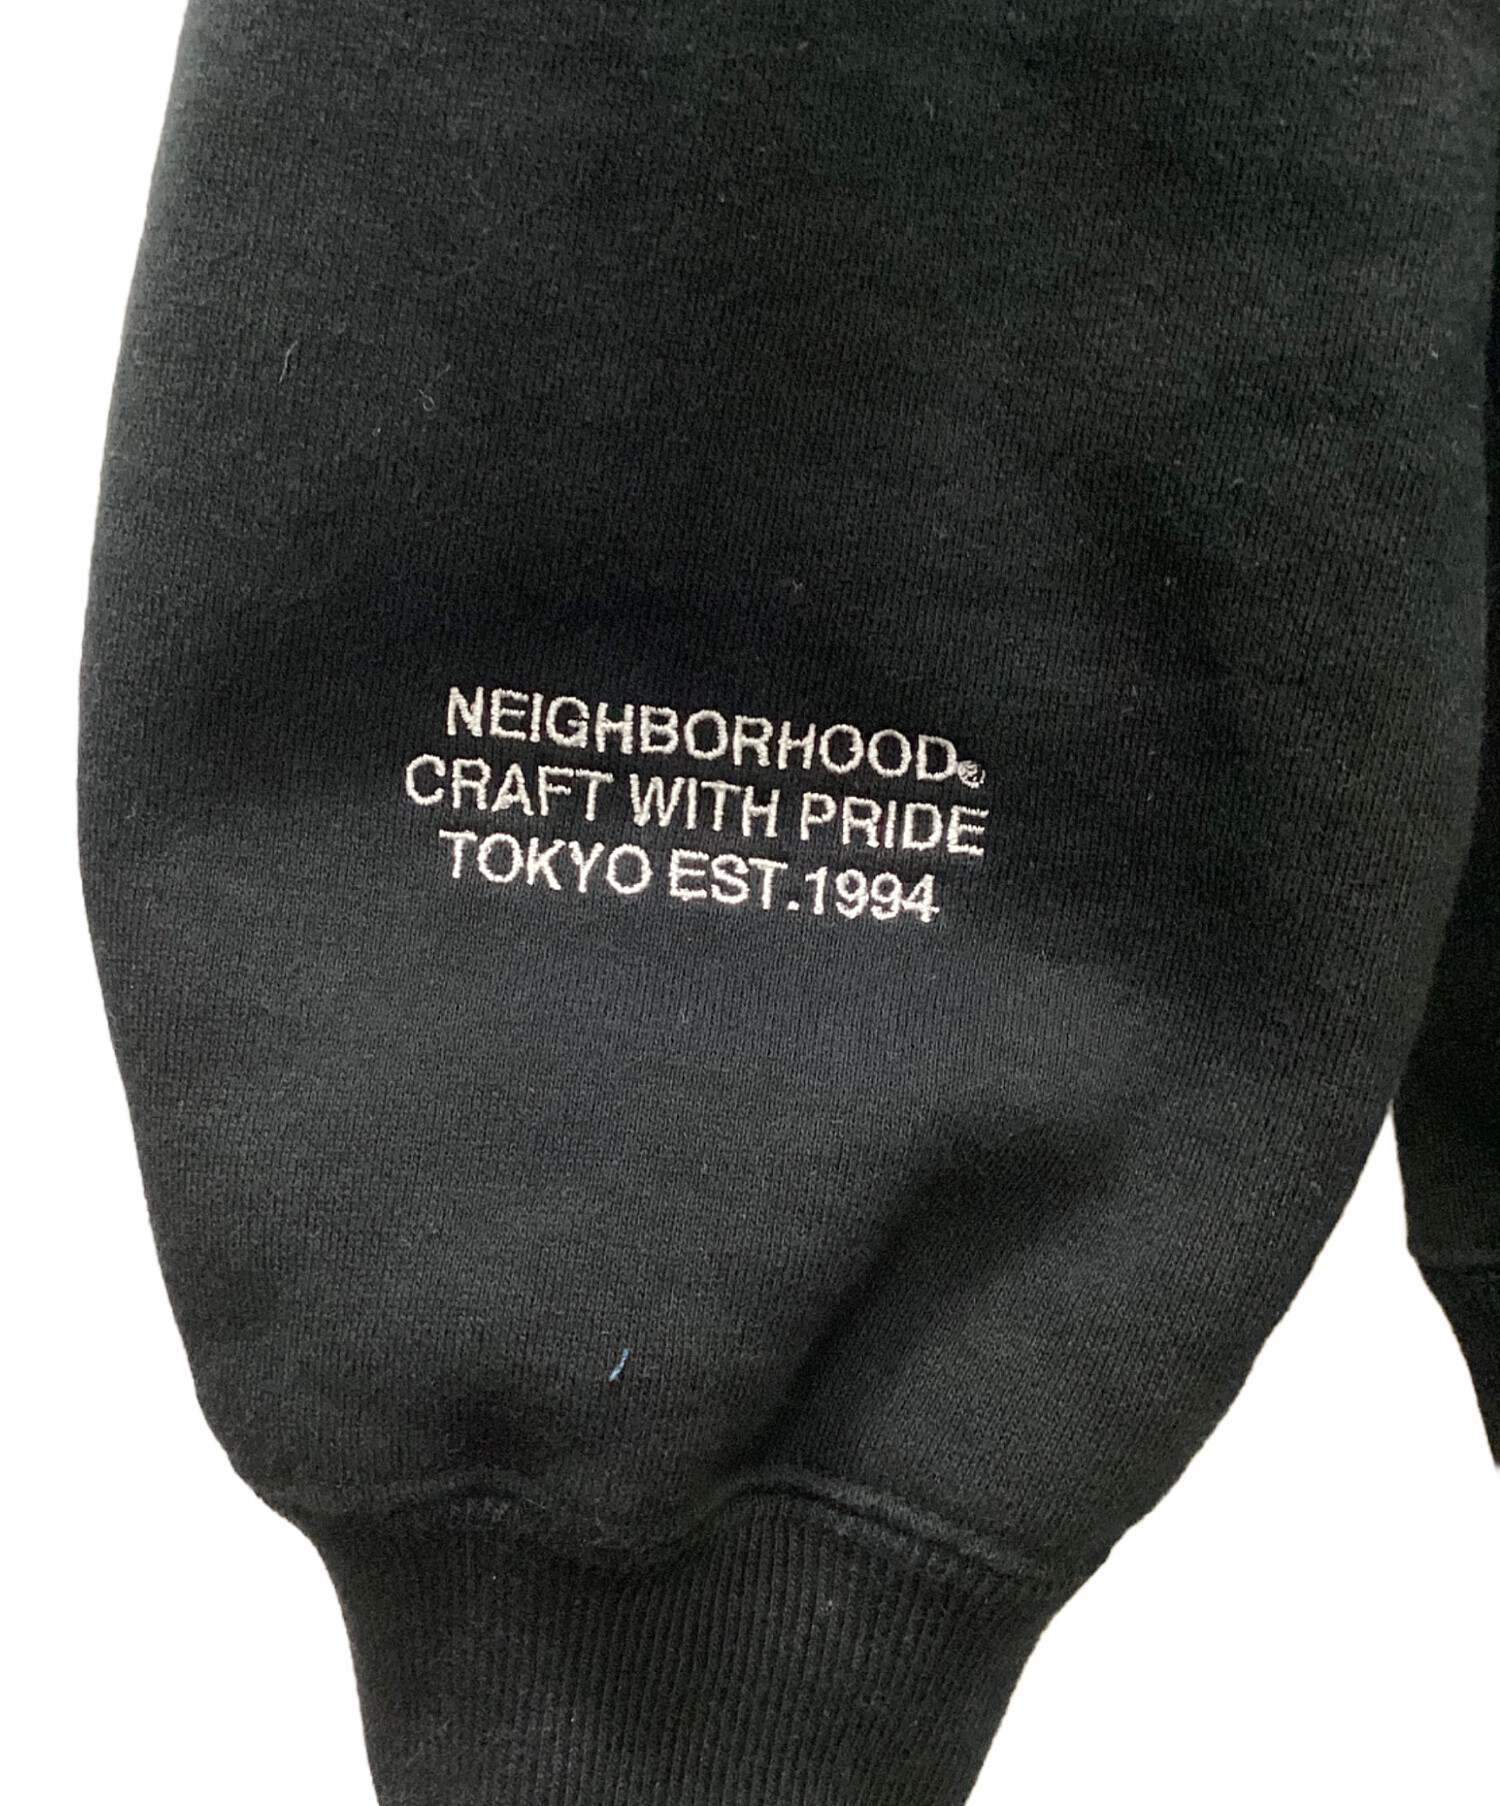 NEIGHBORHOOD®
CRAFT WITH PRIDE
TOKYO EST.1994